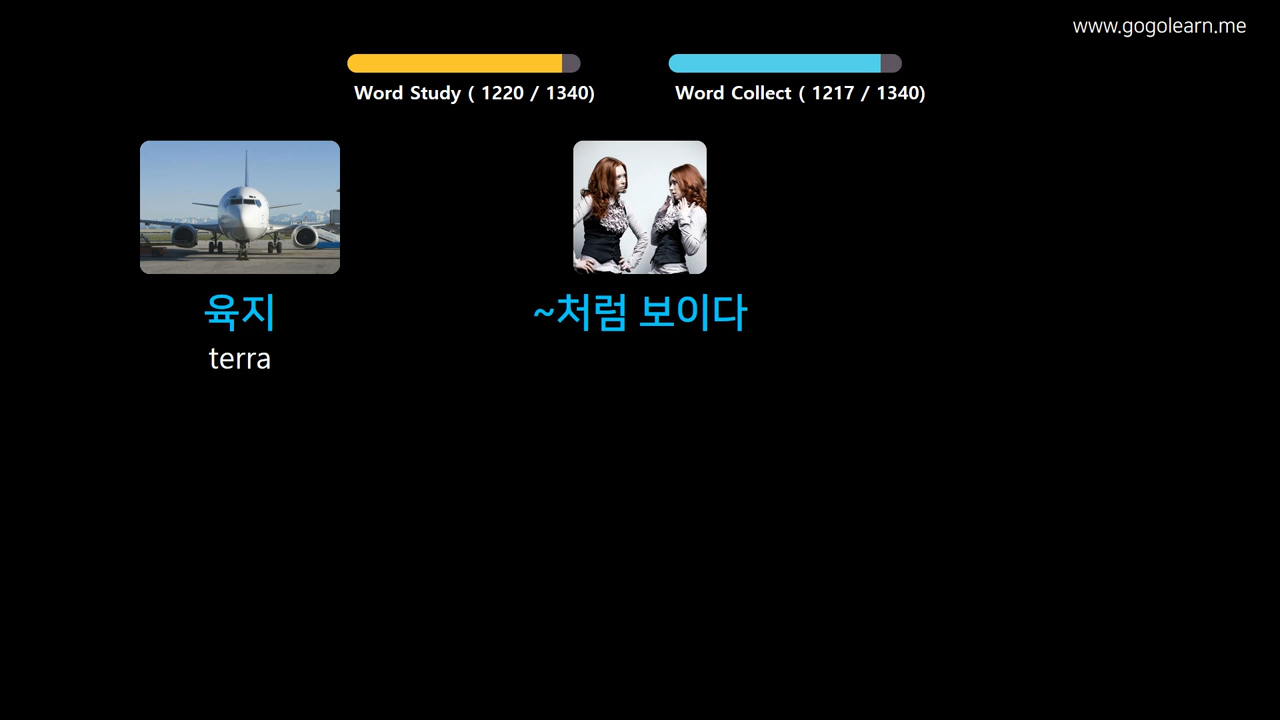 www.gogolearn.me
Word Study ( 1220 / 1340)
Word Collect ( 1217 / 1340)
육지
terra
~처럼 보이다